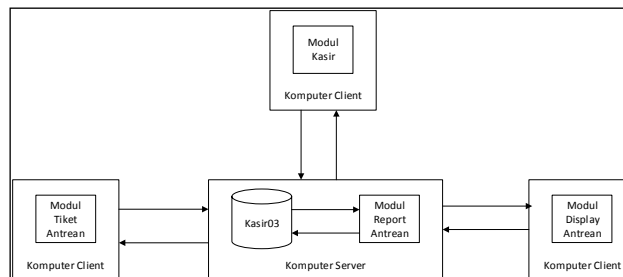 Modul
Kasir
Komputer Client
Modul
Tiket
Antrean
Komputer Client
Kasir03
Modul
Report
Antrean
Komputer Server
Modul
Display
Antrean
Komputer Client